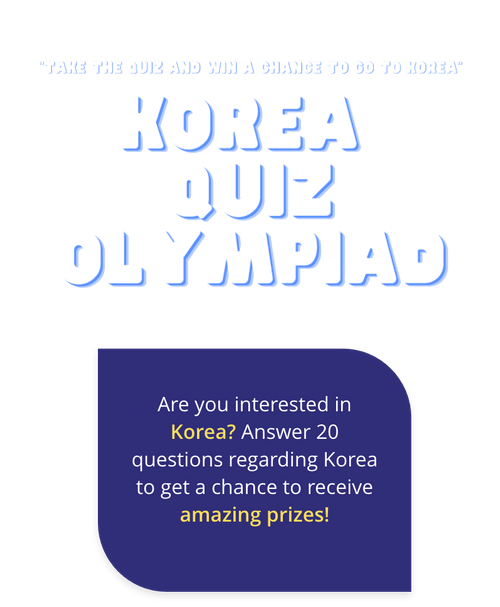 "TAKE THE QUIZ AND WIN A CHANCE TO GO TO KOREA"
KOREA
QUIZ
OLYMPIAD
Are you interested in
Korea? Answer 20
questions regarding Korea
to get a chance to receive
amazing prizes!